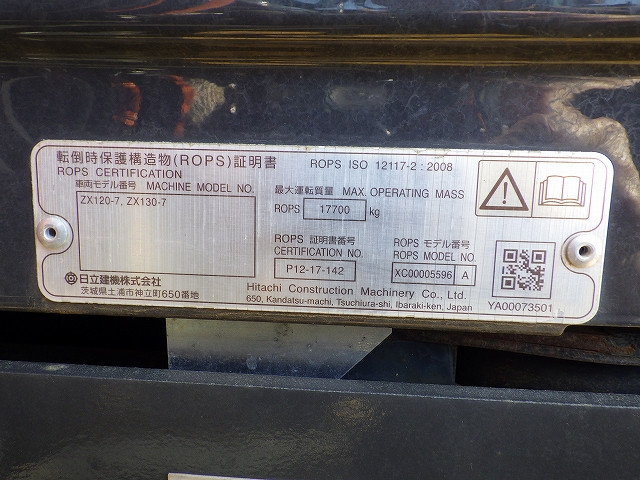 転倒時保護構造物(ROPS)証明書
ROPS CERTIFICATION
ROPS ISO 12117-2 : 2008
車両モデル番号 MACHINE MODEL NO.
ZX120-7, ZX130-7
最大運転質量 MAX. OPERATING MASS
ROPS 17700 kg
ROPS 証明書番号
CERTIFICATION NO.
P12-17-142
ROPS モデル番号
ROPS MODEL NO.
XC00005596 A
日立建機株式会社
茨城県土浦市神立町650番地
Hitachi Construction Machinery Co., Ltd.
650, Kandatsu-machi, Tsuchiura-shi, Ibaraki-ken, Japan
YA00073501